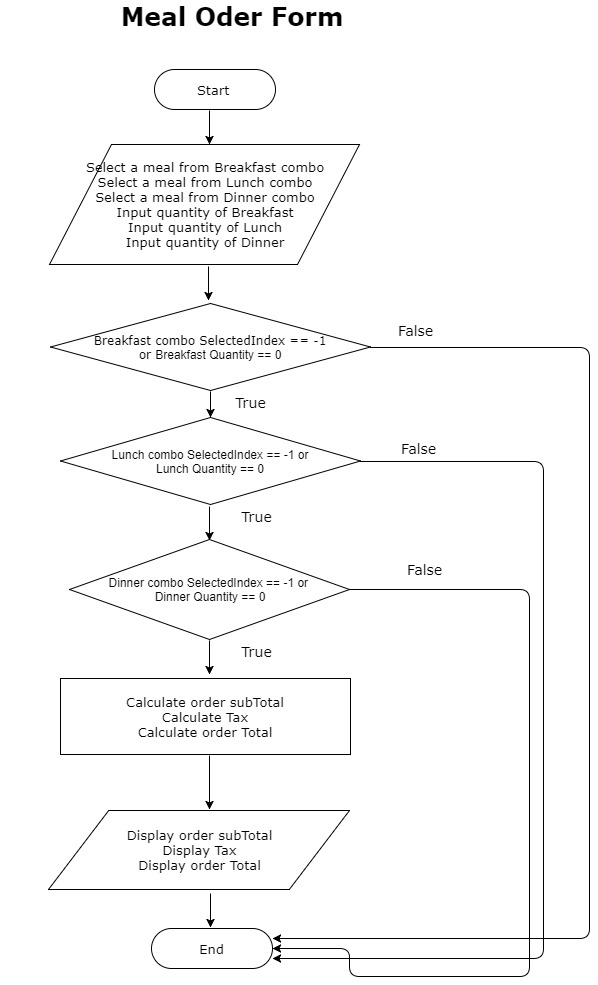 Meal Oder Form
Start
Select a meal from Breakfast combo
Select a meal from Lunch combo
Select a meal from Dinner combo
Input quantity of Breakfast
Input quantity of Lunch
Input quantity of Dinner
False
Breakfast combo SelectedIndex == -1
or Breakfast Quantity == 0
True
False
Lunch combo SelectedIndex == -1 or
Lunch Quantity == 0
True
False
Dinner combo SelectedIndex == -1 or
Dinner Quantity == 0
True
Calculate order subTotal
Calculate Tax
Calculate order Total
Display order subTotal
Display Tax
Display order Total
End